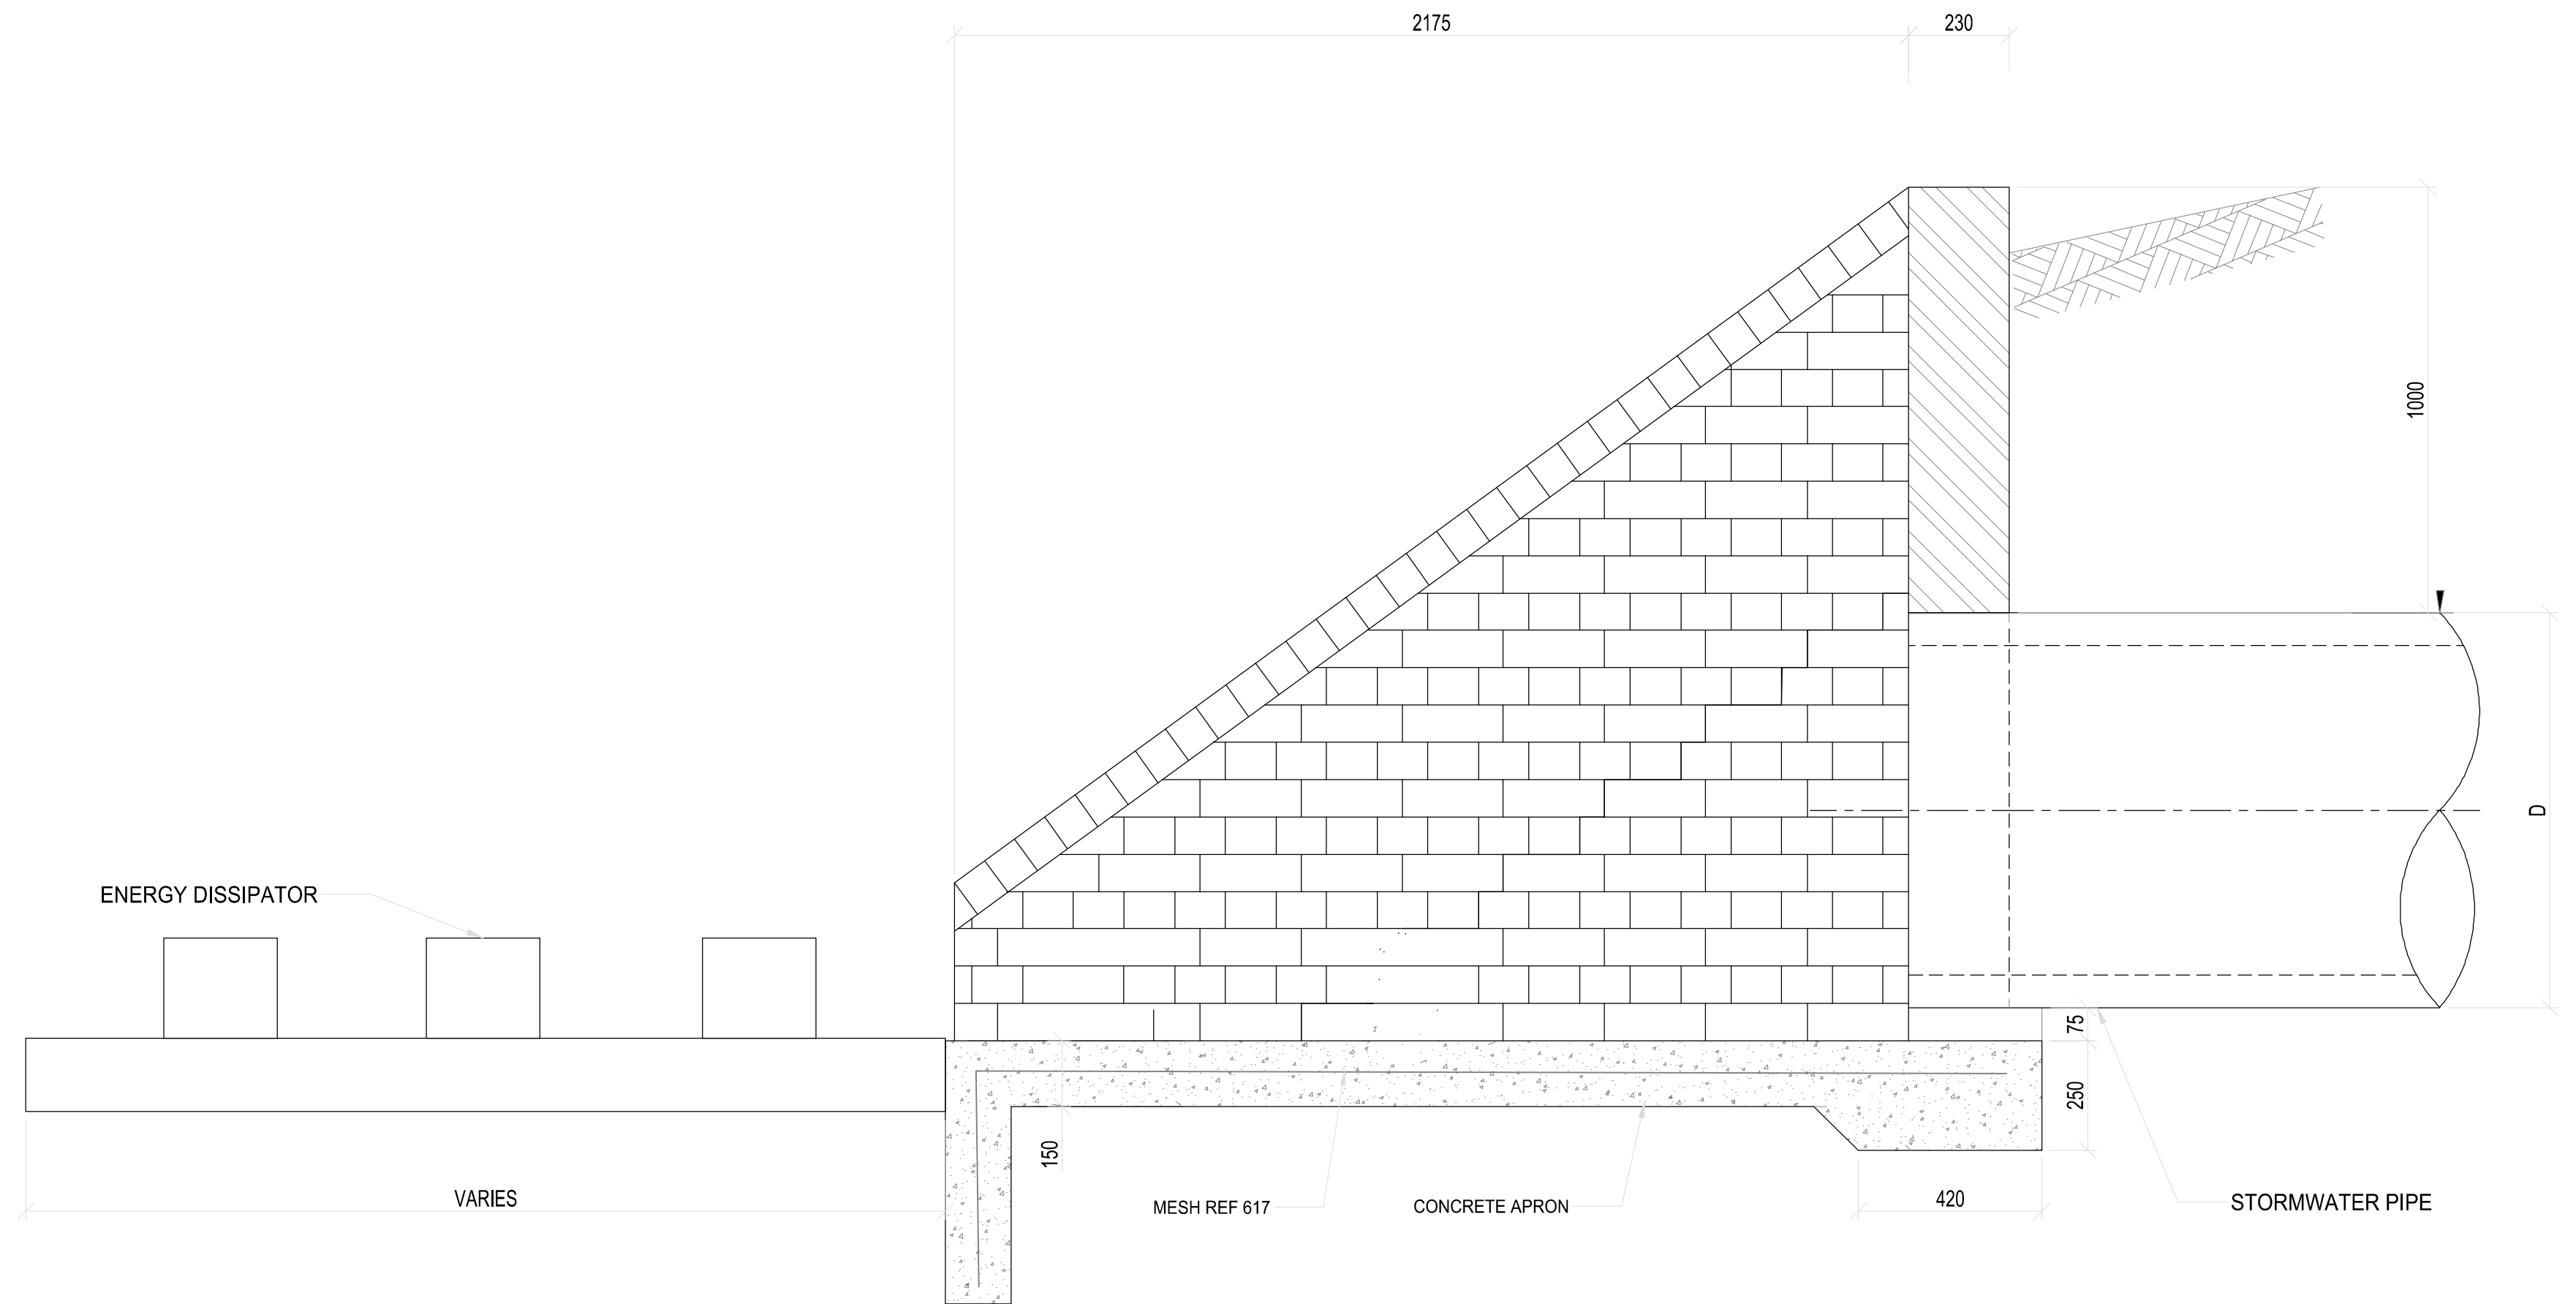 2175
230
1000
D
ENERGY DISSIPATOR
75
250
150
VARIES
MESH REF 617
CONCRETE APRON
420
STORMWATER PIPE